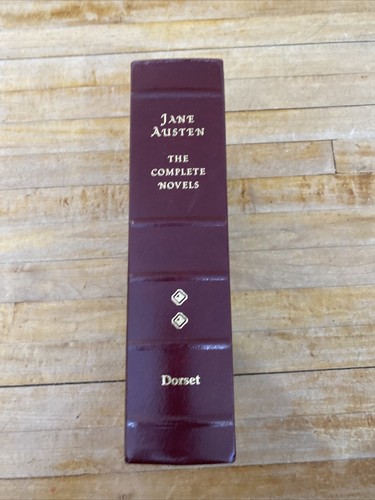 JANE
AUSTEN
THE
COMPLETE
NOVELS
Dorset